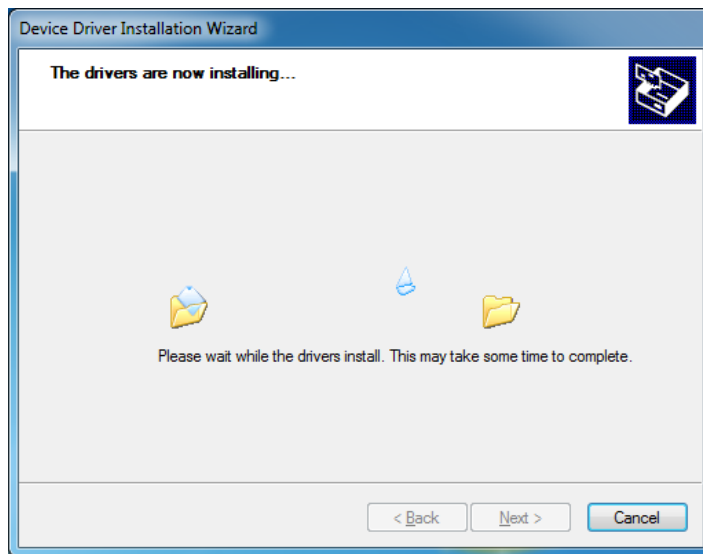 Device Driver Installation Wizard
The drivers are now installing...
Please wait while the drivers install. This may take some time to complete.
< Back
Next >
Cancel